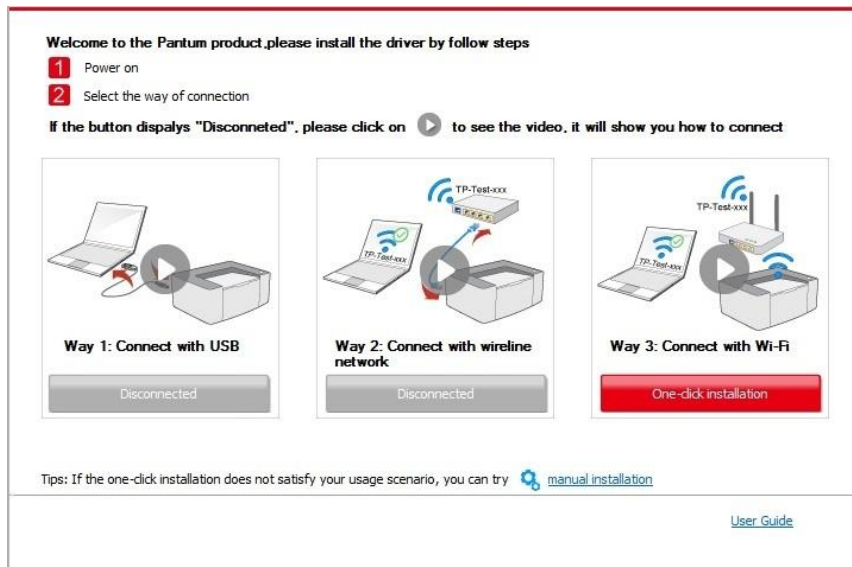 Welcome to the Pantum product,please install the driver by follow steps
1 Power on
2 Select the way of connection
If the button dispalys "Disconneted", please click on to see the video, it will show you how to connect
TP-Test-xxx
TP-Test-xxx
Way 1: Connect with USB
Disconnected
TP-Test-xxx
TP-Test-xxx
Way 2: Connect with wireline
network
Disconnected
Way 3: Connect with Wi-Fi
One-click installation
Tips: If the one-click installation does not satisfy your usage scenario, you can try manual installation
User Guide